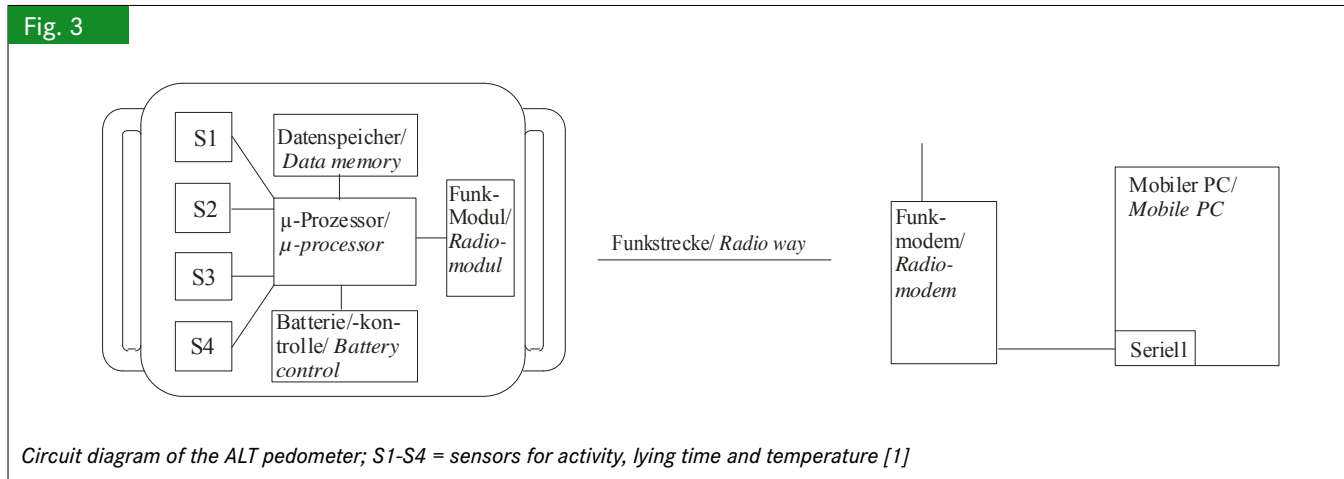 Fig. 3
S1
S2
S3
S4
Datenspeicher/
Data memory
µ-Prozessor/
µ-processor
Batterie/-kon-
trolle/ Battery
control
Funk-
Modul/
Radio-
modul
Funkstrecke/ Radio way
Funk-
modem/
Radio-
modem
Mobiler PC/
Mobile PC
Seriell
Circuit diagram of the ALT pedometer; S1-S4 = sensors for activity, lying time and temperature [1]